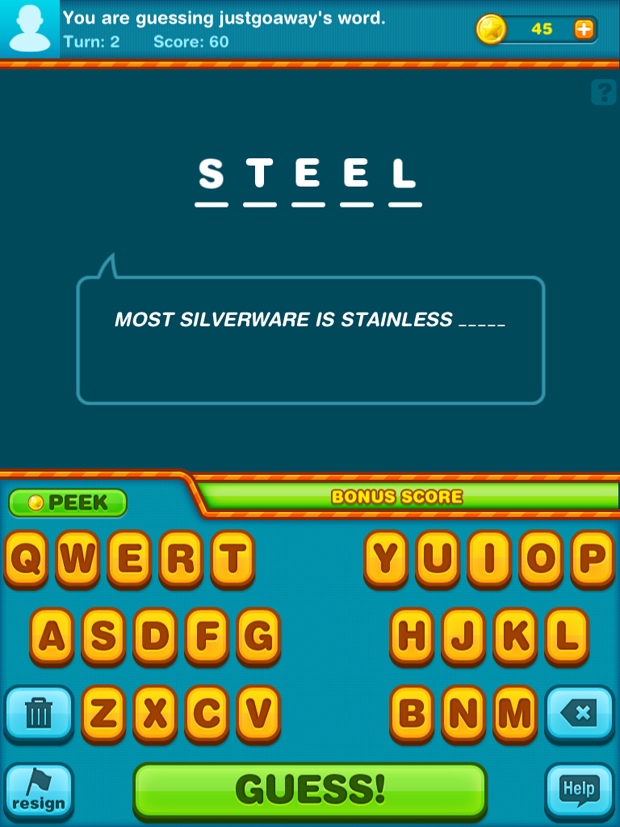 You are guessing justgoaway's word.
Turn: 2 Score: 60
45
?
S T E E L
MOST SILVERWARE IS STAINLESS _____
PEEK
BONUS SCORE
Q W E R T Y U I O P
A S D F G H J K L
Z X C V B N M
resign
GUESS!
Help